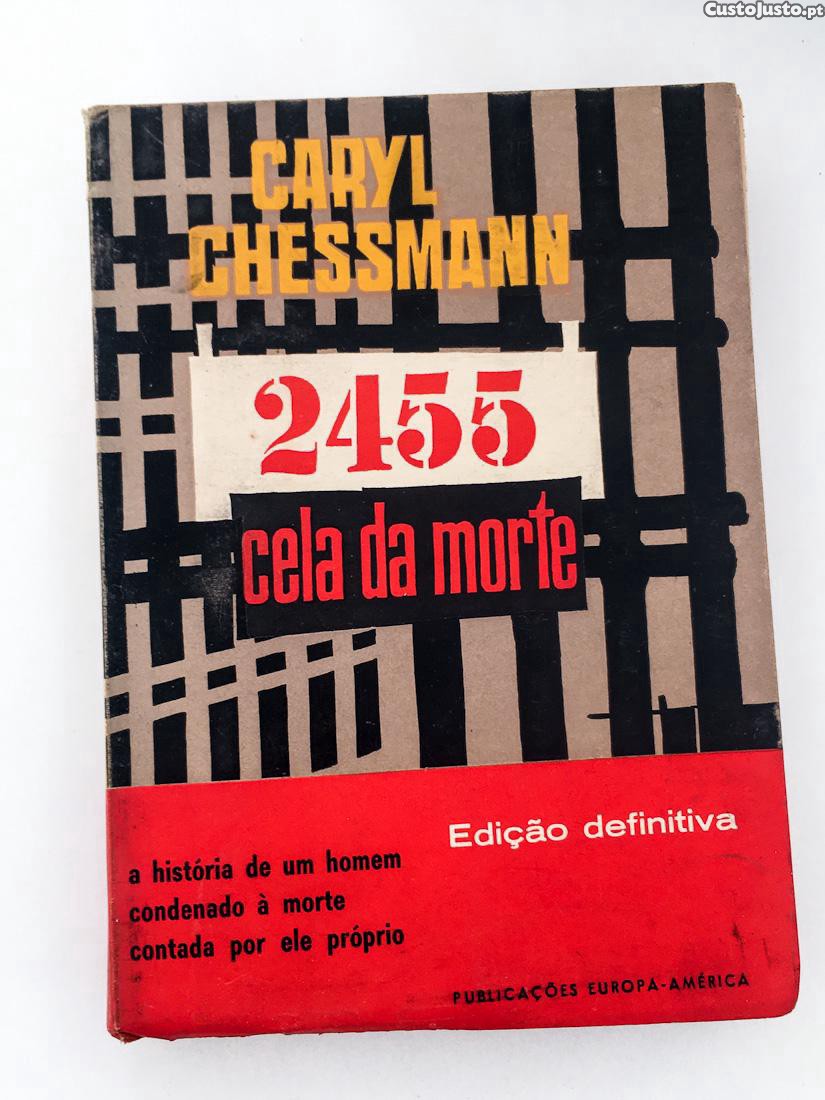 CustoJusto.pt
CARYL
CHESSMANN
2455
cela da morte
Edição definitiva
a história de um homem
condenado à morte
contada por ele próprio
PUBLICAÇÕES EUROPA-AMÉRICA